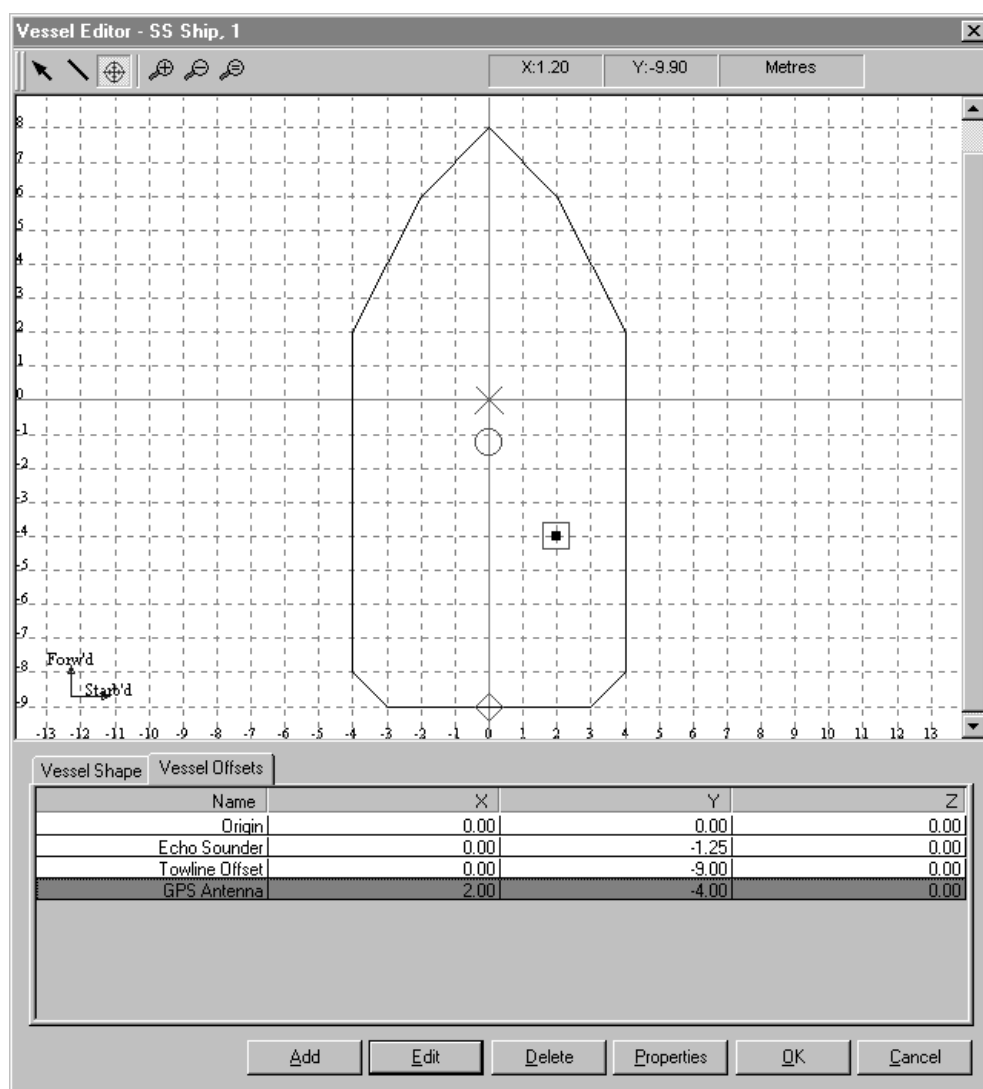 Vessel Editor - SS Ship, 1
X:1.20 Y:-9.90 Metres
8
7
6
5
4
3
2
1
0
-1
-2
-3
-4
-5
-6
-7
-8
-9
Forw'd
Starb'd
-13 -12 -11 -10 -9 -8 -7 -6 -5 -4 -3 -2 -1 0 1 2 3 4 5 6 7 8 9 10 11 12 13
Vessel Shape Vessel Offsets
Name X Y Z
Origin 0.00 0.00 0.00
Echo Sounder 0.00 -1.25 0.00
Towline Offset 0.00 -9.00 0.00
GPS Antenna 2.00 -4.00 0.00
Add Edit Delete Properties OK Cancel